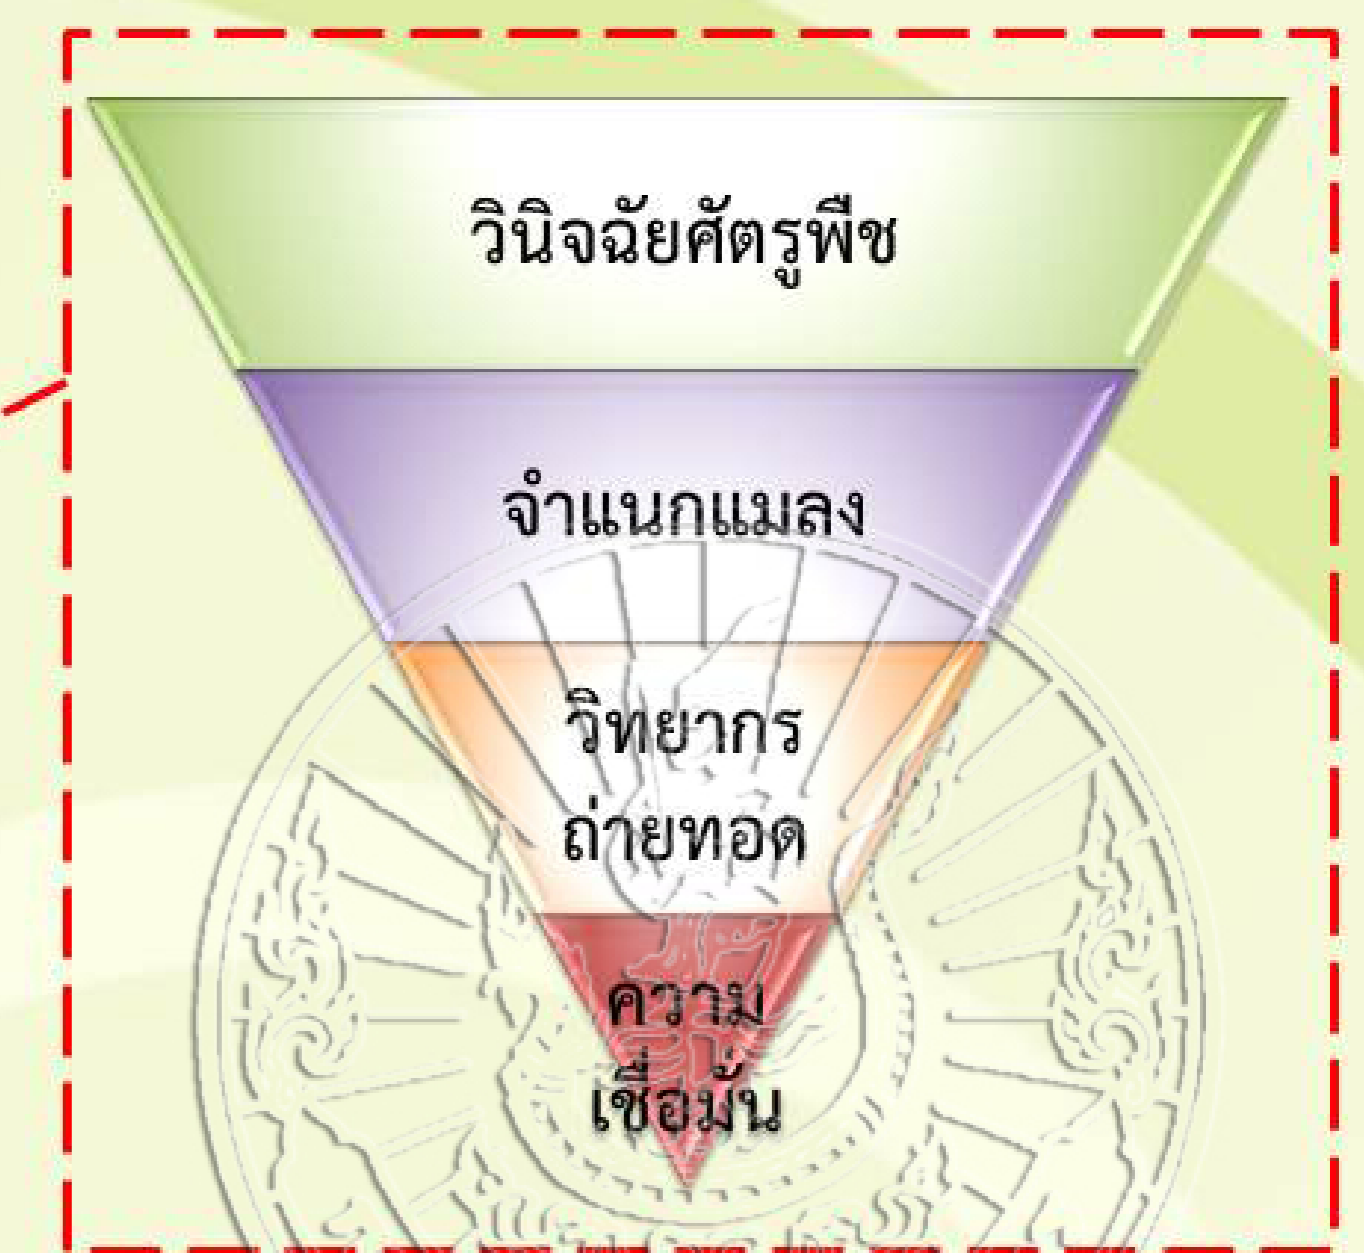 วินิจฉัยศัตรูพืช
จำแนกแมลง
วิทยากร
ถ่ายทอด
ความ
เชื่อมั่น